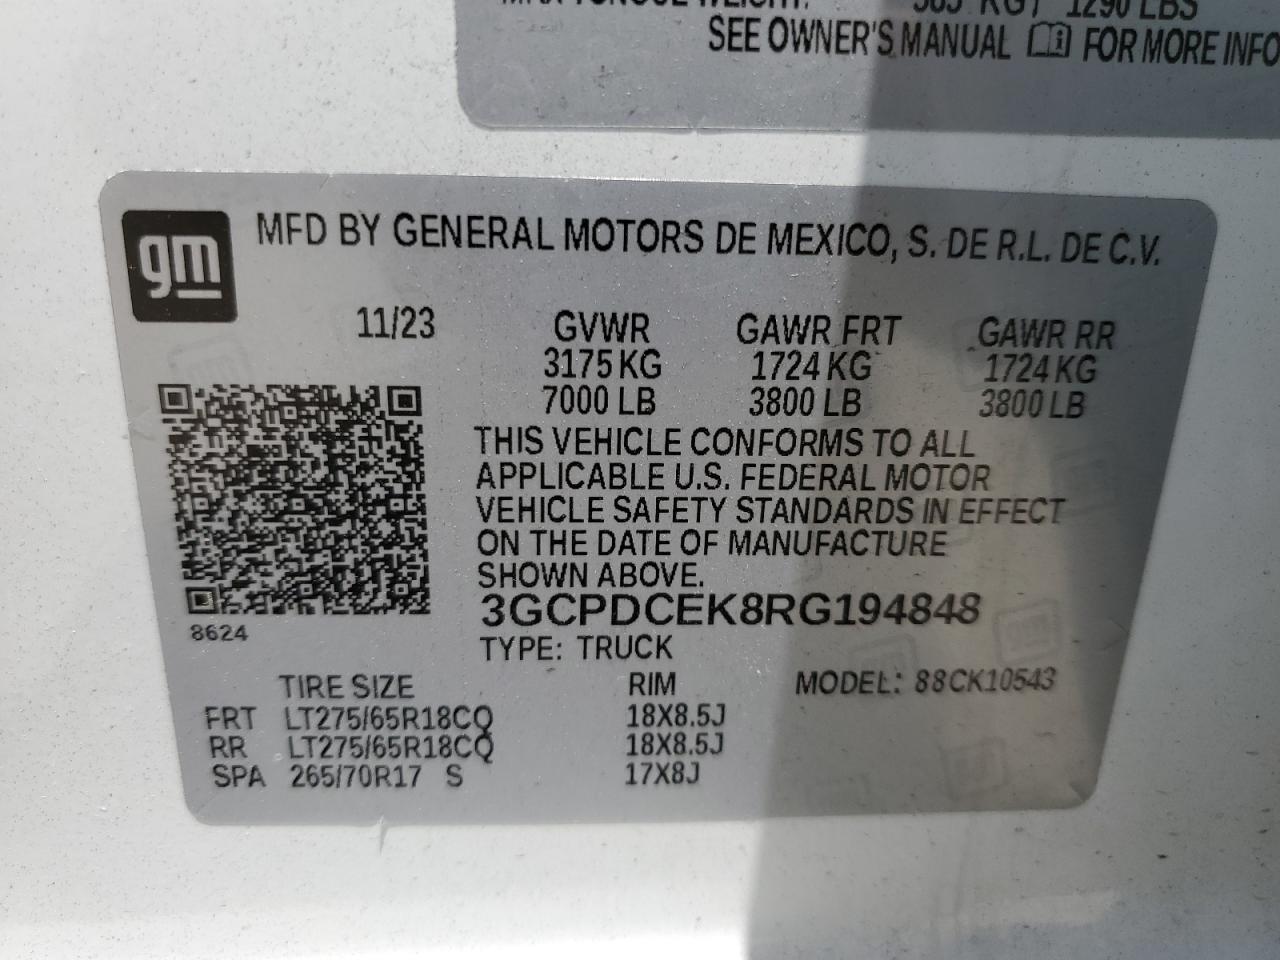 1290 LBS
SEE OWNER'S MANUAL FOR MORE INFO
gm
MFD BY GENERAL MOTORS DE MEXICO, S. DE R.L. DE C.V.
11/23 GVWR GAWR FRT GAWR RR
3175 KG 1724 KG 1724 KG
7000 LB 3800 LB 3800 LB
THIS VEHICLE CONFORMS TO ALL
APPLICABLE U.S. FEDERAL MOTOR
VEHICLE SAFETY STANDARDS IN EFFECT
ON THE DATE OF MANUFACTURE
SHOWN ABOVE.
3GCPDCEK8RG194848
8624
TYPE: TRUCK
TIRE SIZE RIM MODEL: 88CK10543
FRT LT275/65R18CQ 18X8.5J
RR LT275/65R18CQ 18X8.5J
SPA 265/70R17 S 17X8J